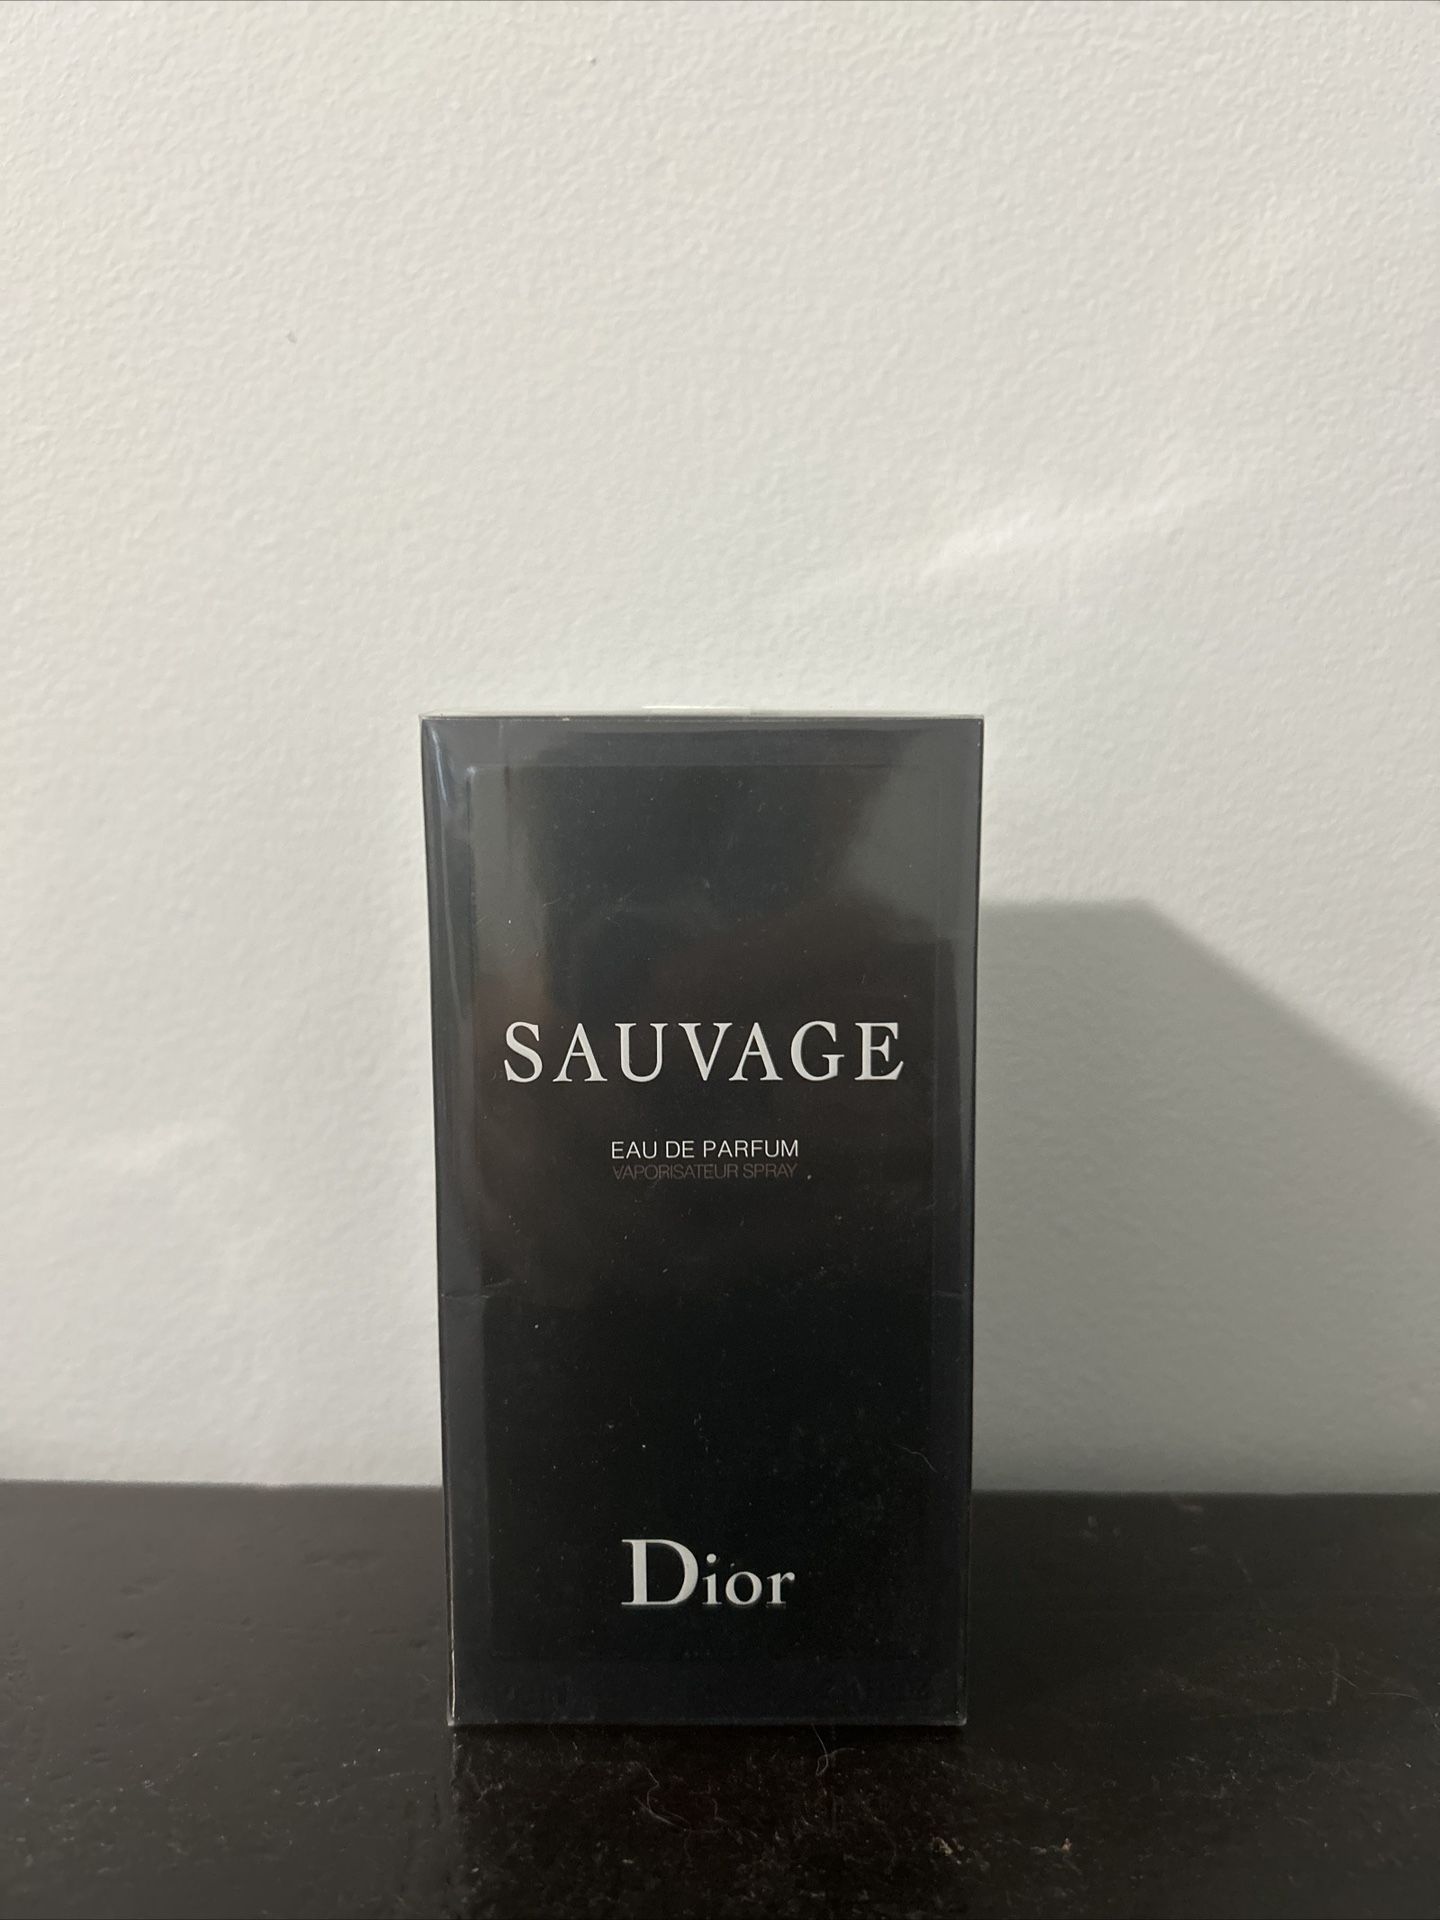 SAUVAGE
EAU DE PARFUM
VAPORISATEUR SPRAY
Dior